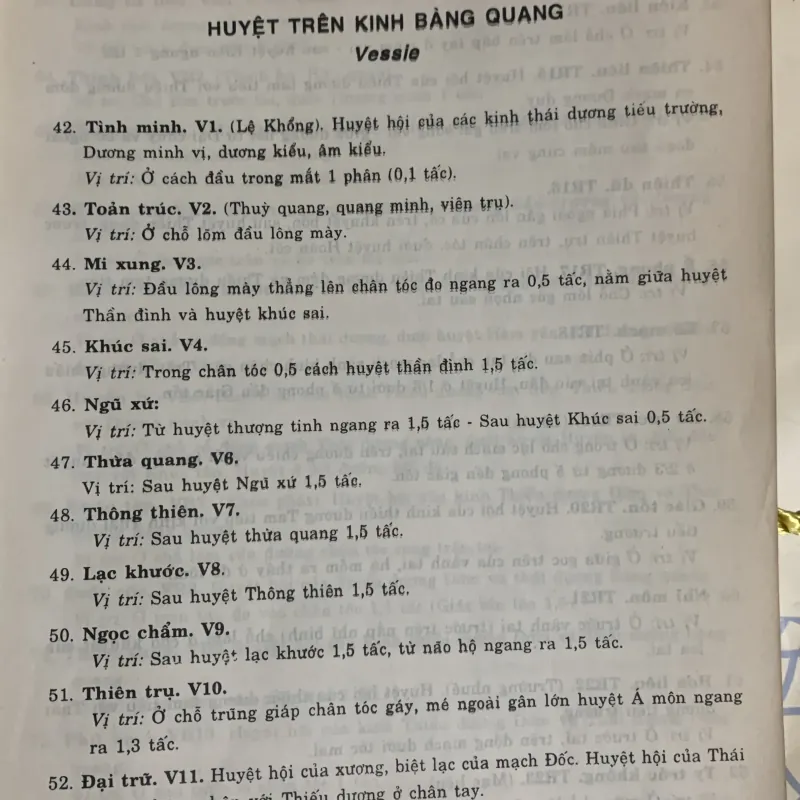 HUYỆT TRÊN KINH BÀNG QUANG
Vessie
42. Tình minh. V1. (Lệ Khổng). Huyệt hội của các kinh thái dương tiểu trường,
Dương minh vị, dương kiểu, âm kiểu.
Vị trí: Ở cách đầu trong mắt 1 phân (0,1 tấc).
43. Toản trúc. V2. (Thuỷ quang, quang minh, viên trụ).
Vị trí: Ở chỗ lõm đầu lông mày.
44. Mi xung. V3.
Vị trí: Đầu lông mày thẳng lên chân tóc đo ngang ra 0,5 tấc, nằm giữa huyệt
Thần đình và huyệt khúc sai.
45. Khúc sai. V4.
Vị trí: Trong chân tóc 0,5 cách huyệt thần đình 1,5 tấc.
46. Ngũ xứ:
Vị trí: Từ huyệt thượng tinh ngang ra 1,5 tấc - Sau huyệt Khúc sai 0,5 tấc.
47. Thừa quang. V6.
Vị trí: Sau huyệt Ngũ xứ 1,5 tấc.
48. Thông thiên. V7.
Vị trí: Sau huyệt thừa quang 1,5 tấc.
49. Lạc khước. V8.
Vị trí: Sau huyệt Thông thiên 1,5 tấc.
50. Ngọc chẩm. V9.
Vị trí: Sau huyệt lạc khước 1,5 tấc, từ não hộ ngang ra 1,5 tấc.
51. Thiên trụ. V10.
Vị trí: Ở chỗ trũng giáp chân tóc gáy, mé ngoài gân lớn huyệt Á môn ngang
ra 1,3 tấc.
52. Đại trữ. V11. Huyệt hội của xương, biệt lạc của mạch Đốc. Huyệt hội của Thái
với Thiếu dương ở chân tay.